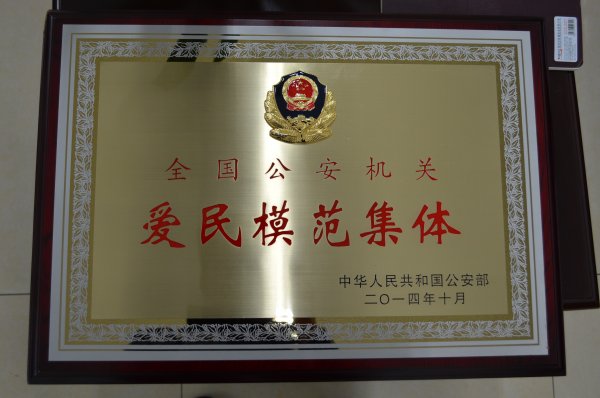 全国公安机关
爱民模范集体
中华人民共和国公安部
二〇一四年十月